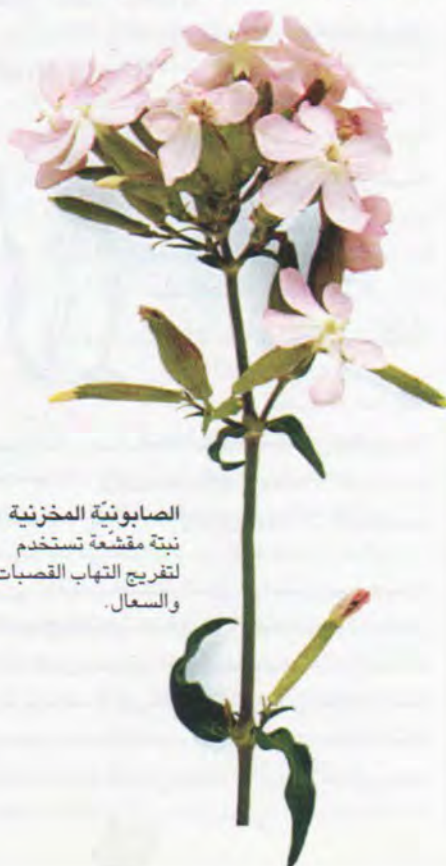 الصابونيّة المخزنية
نبتة مقشّعة تستخدم
لتفريج التهاب القصبات
والسعال.